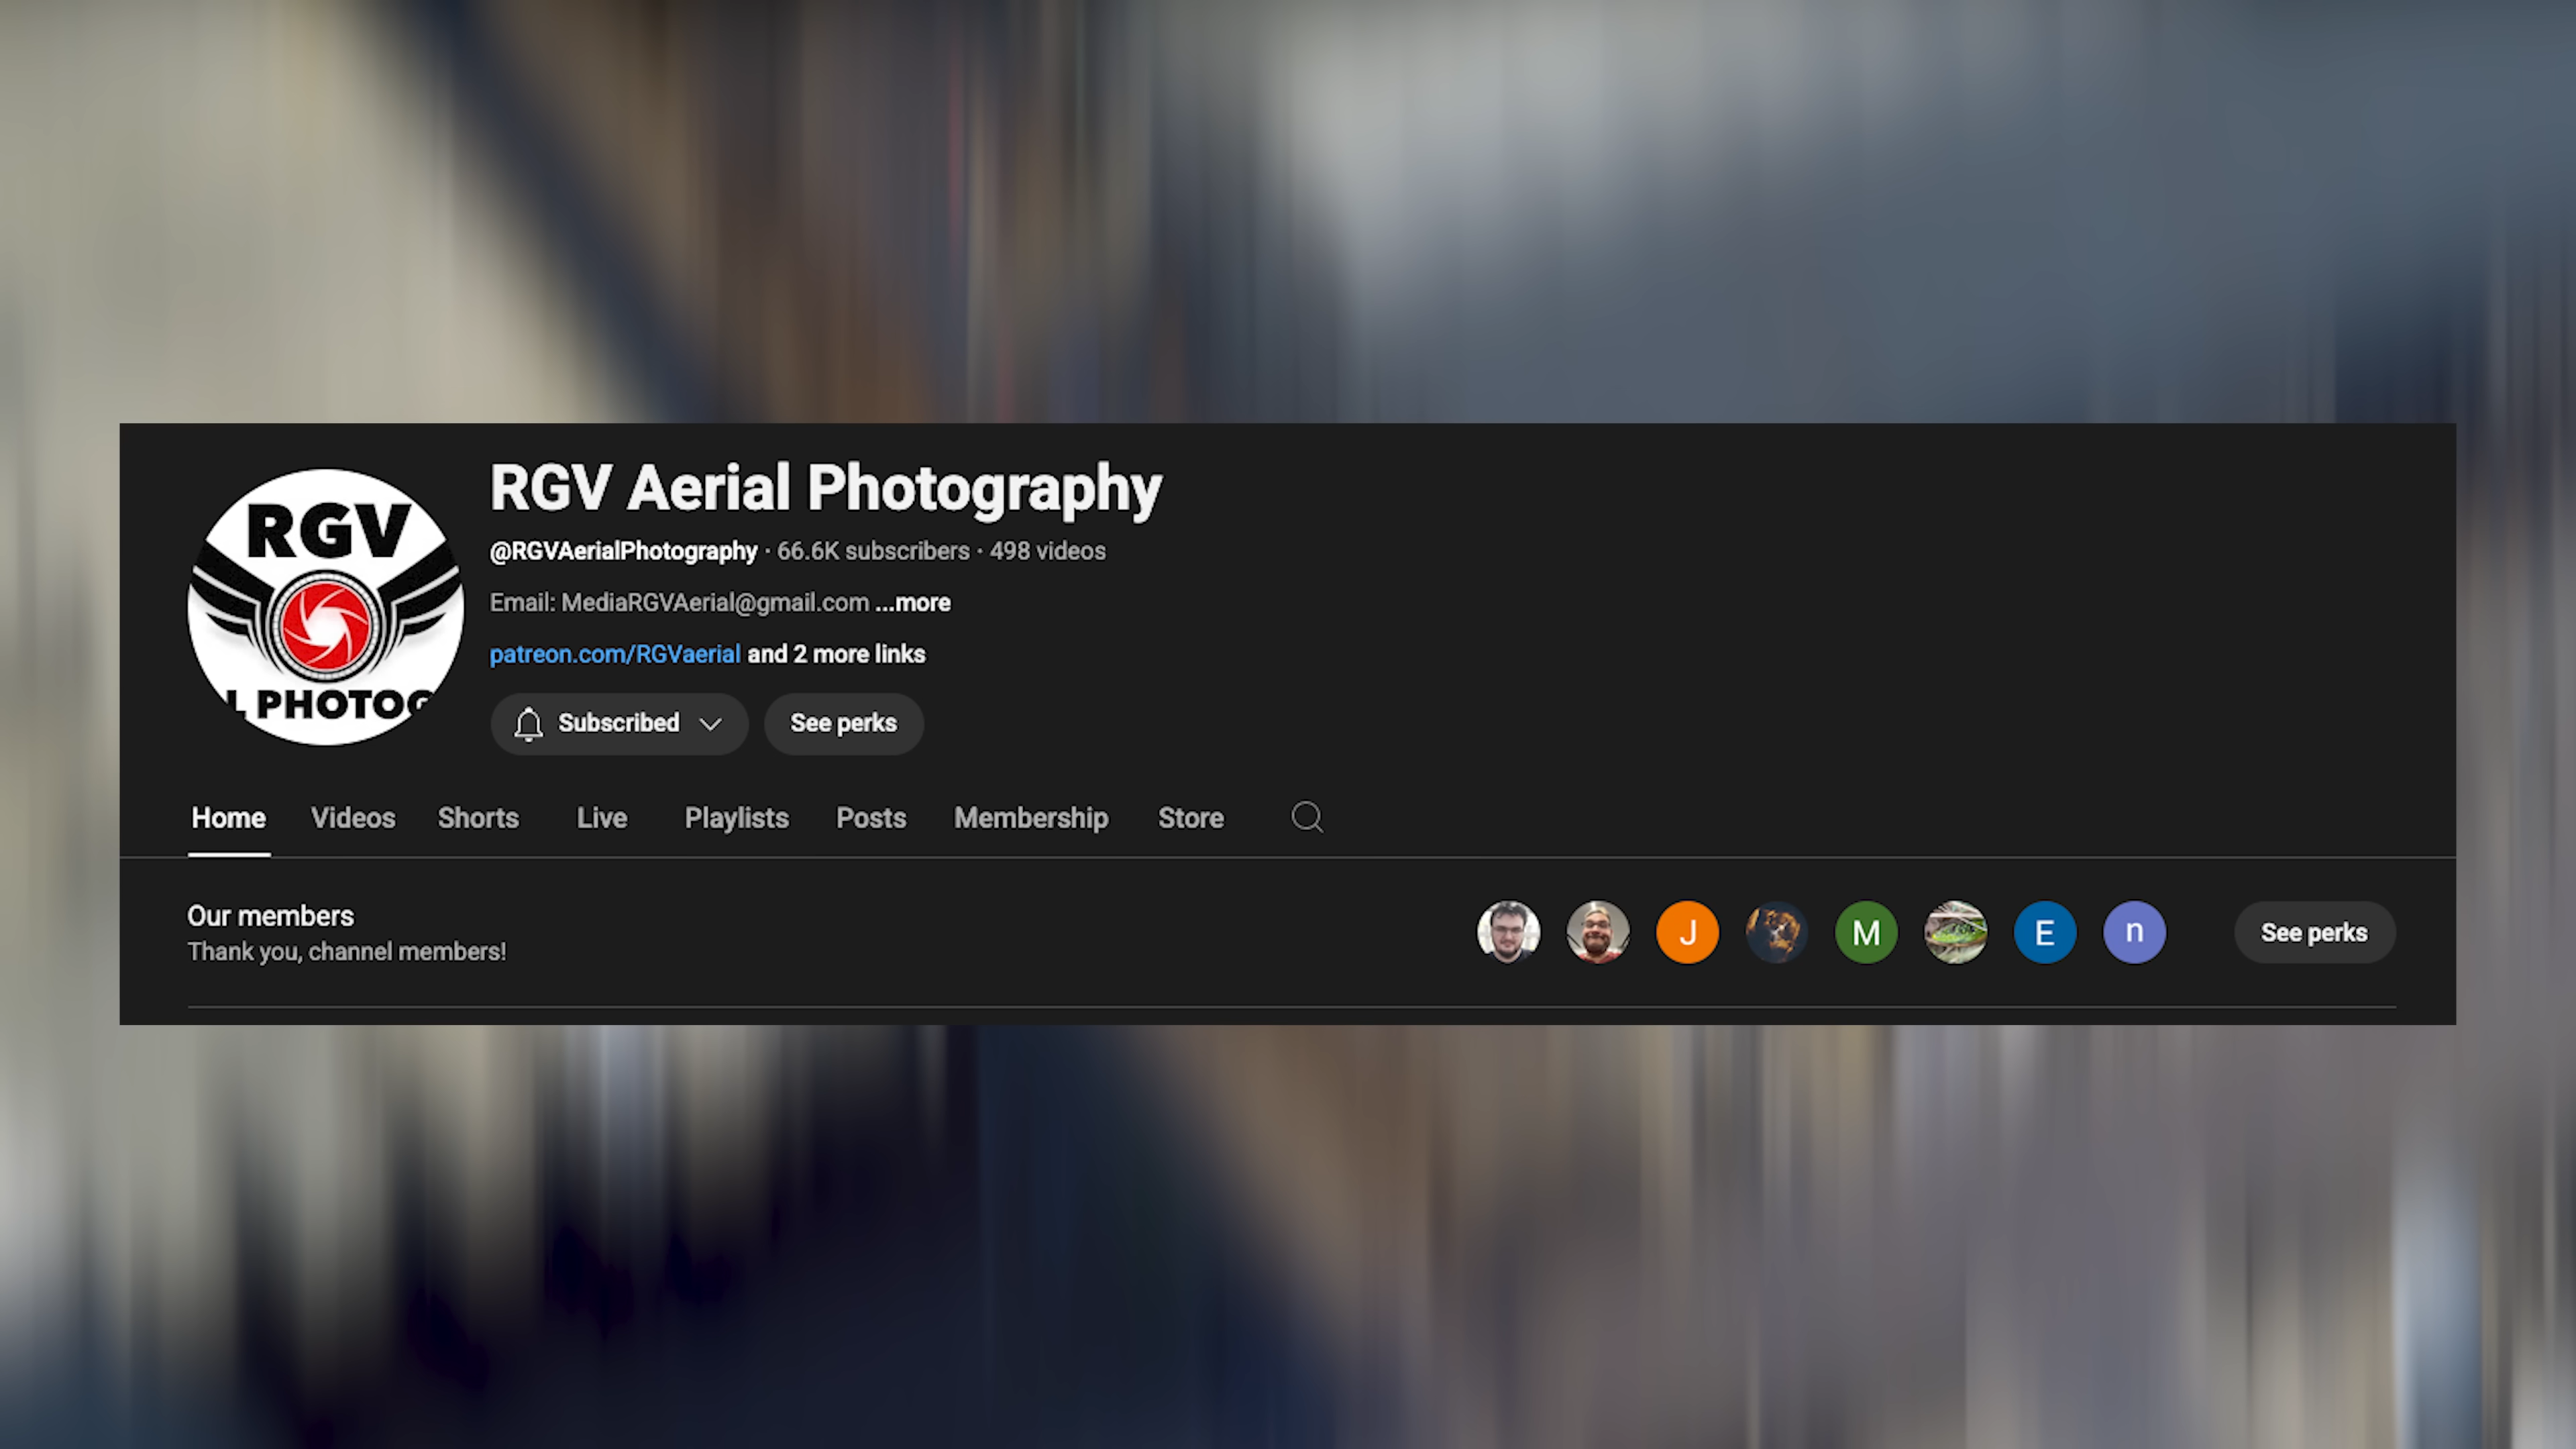 RGV
L PHOTOG
RGV Aerial Photography
@RGVAerialPhotography · 66.6K subscribers · 498 videos
Email: MediaRGVAerial@gmail.com ...more
patreon.com/RGVaerial and 2 more links
Subscribed
See perks
Home Videos Shorts Live Playlists Posts Membership Store
Our members
Thank you, channel members!
J M E n
See perks